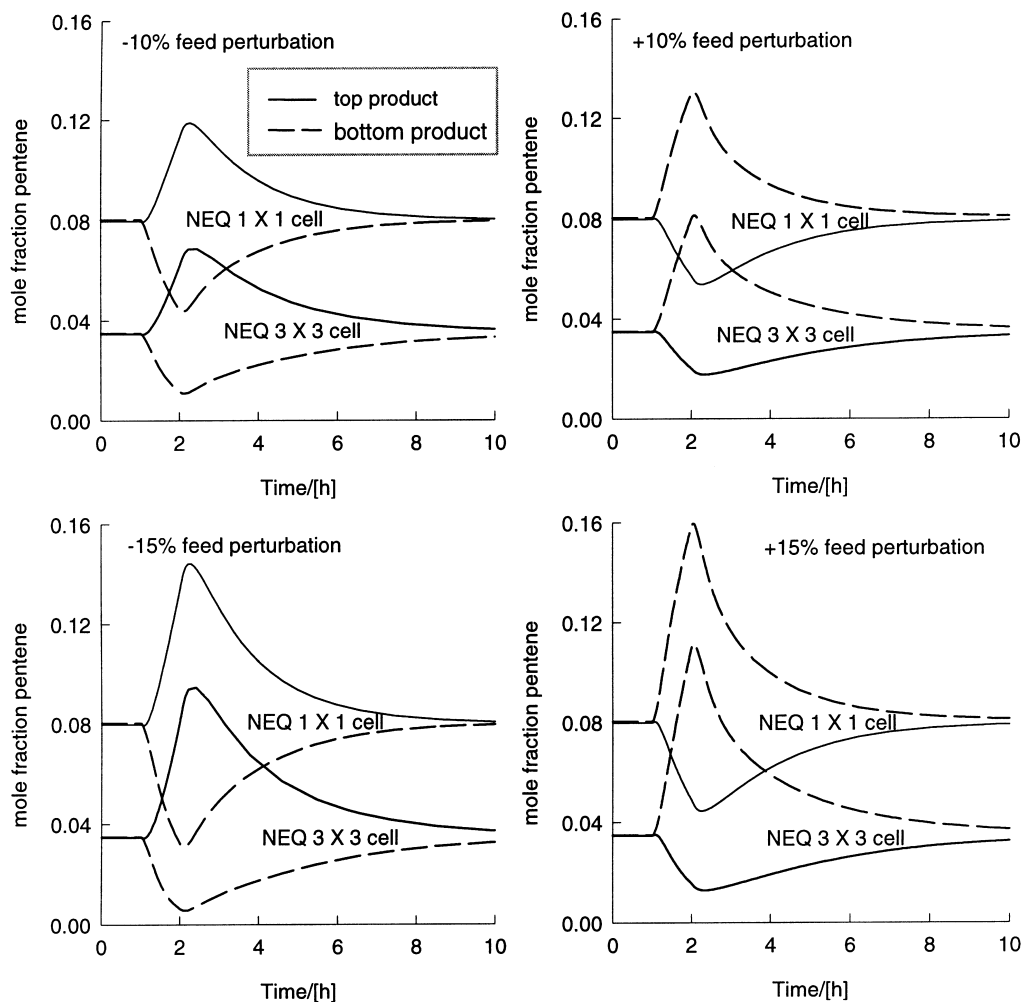 0.16
-10% feed perturbation
top product
bottom product
0.12
mole fraction pentene
0.08
NEQ 1 X 1 cell
0.04
NEQ 3 X 3 cell
0.00
0 2 4 6 8 10
Time/[h]
0.16
+10% feed perturbation
0.12
mole fraction pentene
0.08
NEQ 1 X 1 cell
0.04
NEQ 3 X 3 cell
0.00
0 2 4 6 8 10
Time/[h]
0.16
-15% feed perturbation
0.12
mole fraction pentene
0.08
NEQ 1 X 1 cell
0.04
NEQ 3 X 3 cell
0.00
0 2 4 6 8 10
Time/[h]
0.16
+15% feed perturbation
0.12
mole fraction pentene
0.08
NEQ 1 X 1 cell
0.04
NEQ 3 X 3 cell
0.00
0 2 4 6 8 10
Time/[h]